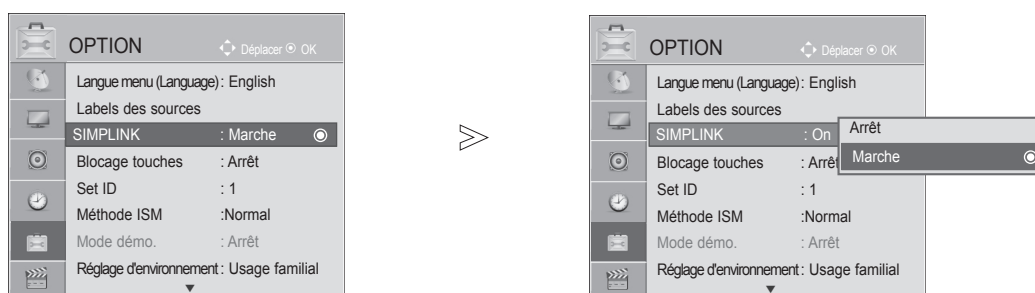 OPTION
Déplacer OK
Langue menu (Language) : English
Labels des sources
SIMPLINK : Marche
Blocage touches : Arrêt
Set ID : 1
Méthode ISM :Normal
Mode démo. : Arrêt
Réglage d'environnement : Usage familial
OPTION
Déplacer OK
Langue menu (Language) : English
Labels des sources
SIMPLINK : On
Arrêt
Marche
Blocage touches : Arrêt
Set ID : 1
Méthode ISM :Normal
Mode démo. : Arrêt
Réglage d'environnement : Usage familial